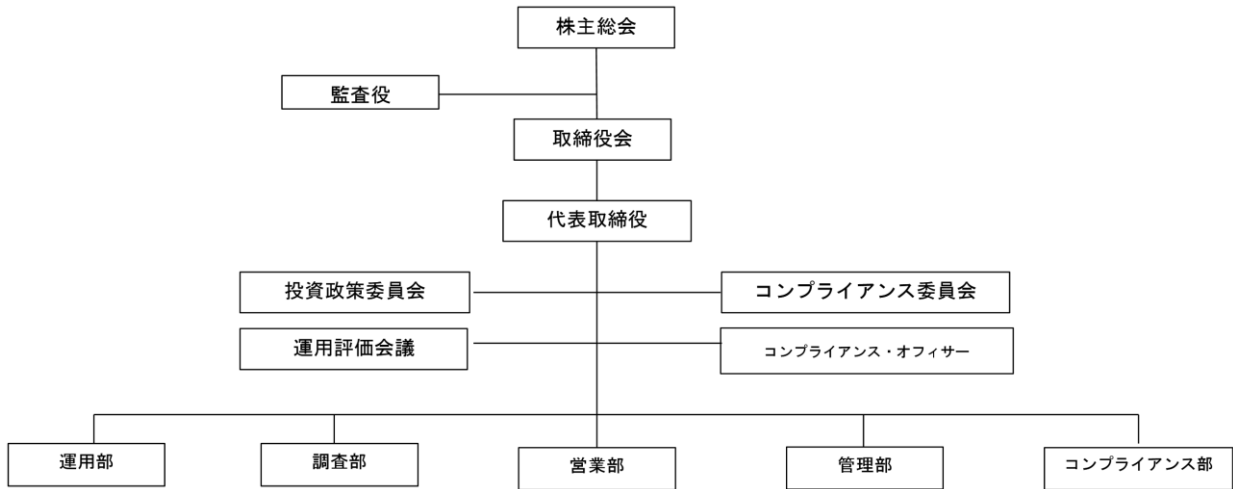 株主総会
監査役
取締役会
代表取締役
投資政策委員会
コンプライアンス委員会
運用評価会議
コンプライアンス・オフィサー
運用部
調査部
営業部
管理部
コンプライアンス部